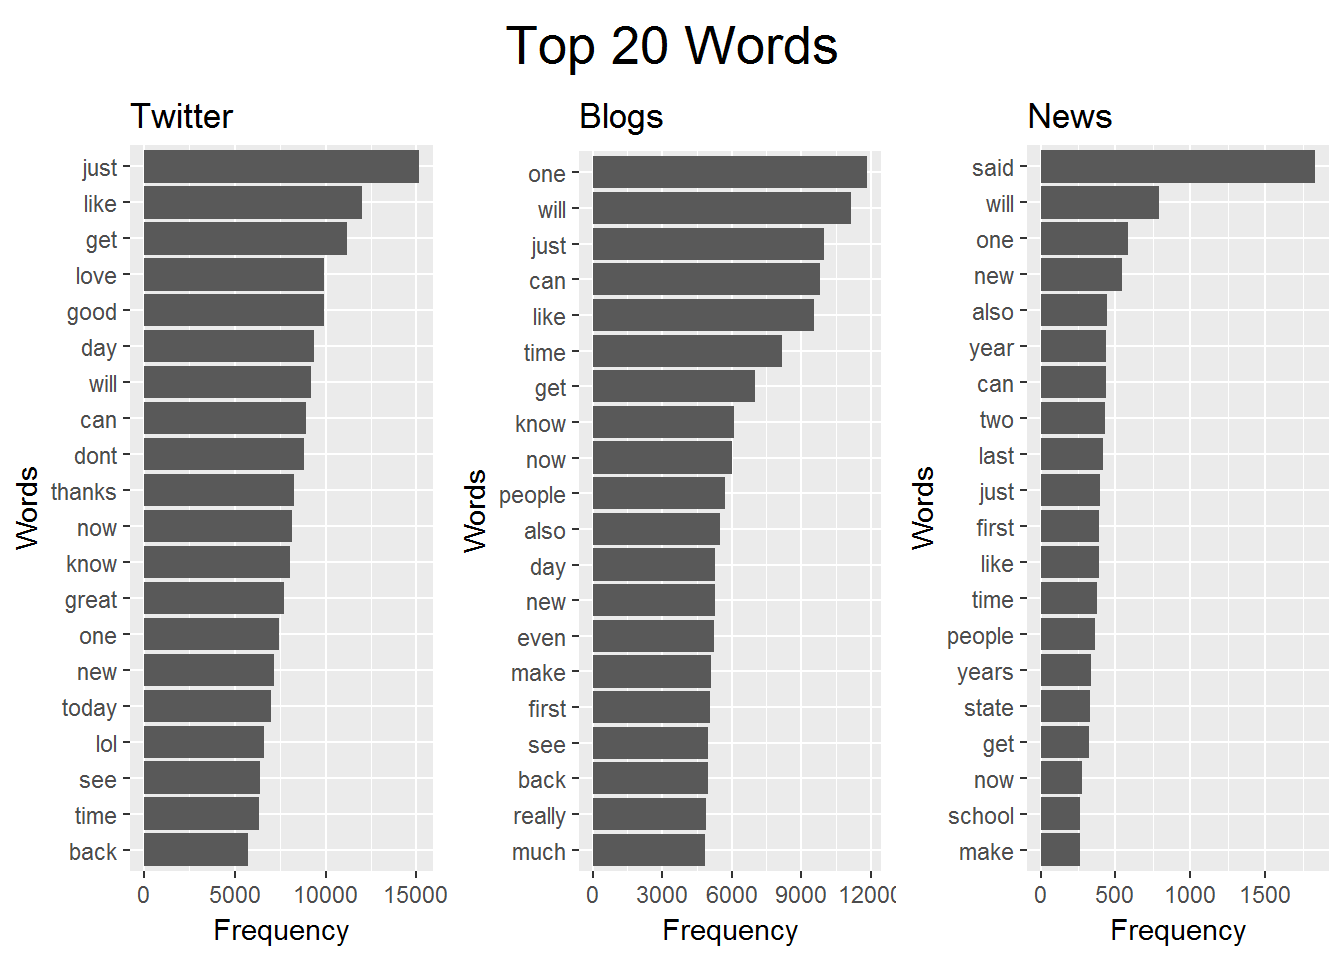 Top 20 Words
Twitter
just
like
get
love
good
day
will
can
dont
thanks
now
know
great
one
new
today
lol
see
time
back
Words
0 5000 10000 15000
Frequency
Blogs
one
will
just
can
like
time
get
know
now
people
also
day
new
even
make
first
see
back
really
much
Words
0 3000 6000 9000 12000
Frequency
News
said
will
one
new
also
year
can
two
last
just
first
like
time
people
years
state
get
now
school
make
Words
0 500 1000 1500
Frequency